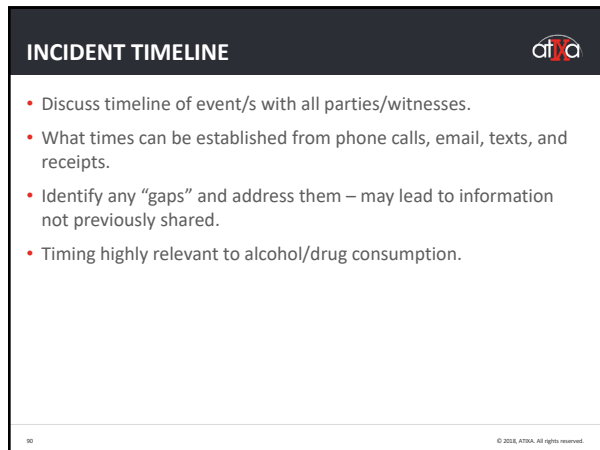 INCIDENT TIMELINE
atIXa
• Discuss timeline of event/s with all parties/witnesses.
• What times can be established from phone calls, email, texts, and
receipts.
• Identify any “gaps” and address them – may lead to information
not previously shared.
• Timing highly relevant to alcohol/drug consumption.
90
© 2018, ATIXA. All rights reserved.